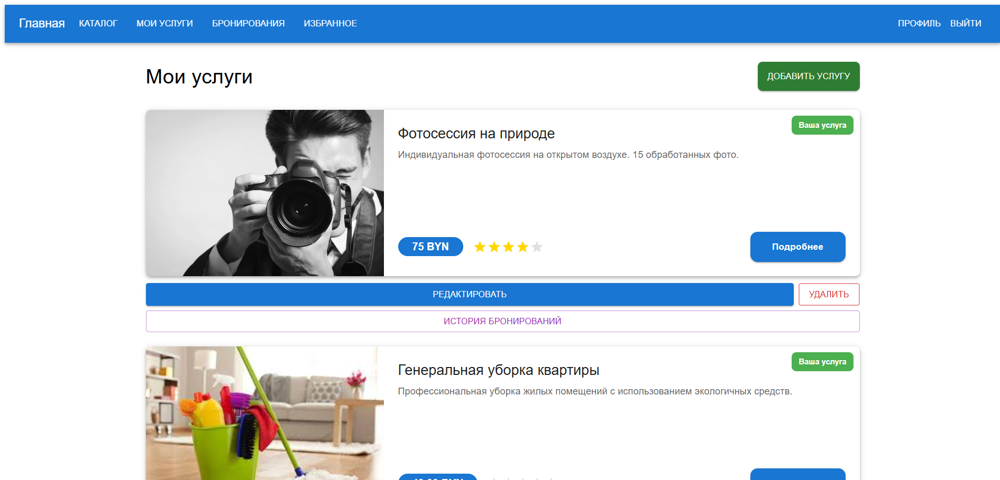 Главная КАТАЛОГ МОИ УСЛУГИ БРОНИРОВАНИЯ ИЗБРАННОЕ ПРОФИЛЬ ВЫЙТИ
Мои услуги ДОБАВИТЬ УСЛУГУ
Ваша услуга
Фотосессия на природе
Индивидуальная фотосессия на открытом воздухе. 15 обработанных фото.
75 BYN Подробнее
РЕДАКТИРОВАТЬ УДАЛИТЬ
ИСТОРИЯ БРОНИРОВАНИЙ
Ваша услуга
Генеральная уборка квартиры
Профессиональная уборка жилых помещений с использованием экологичных средств.